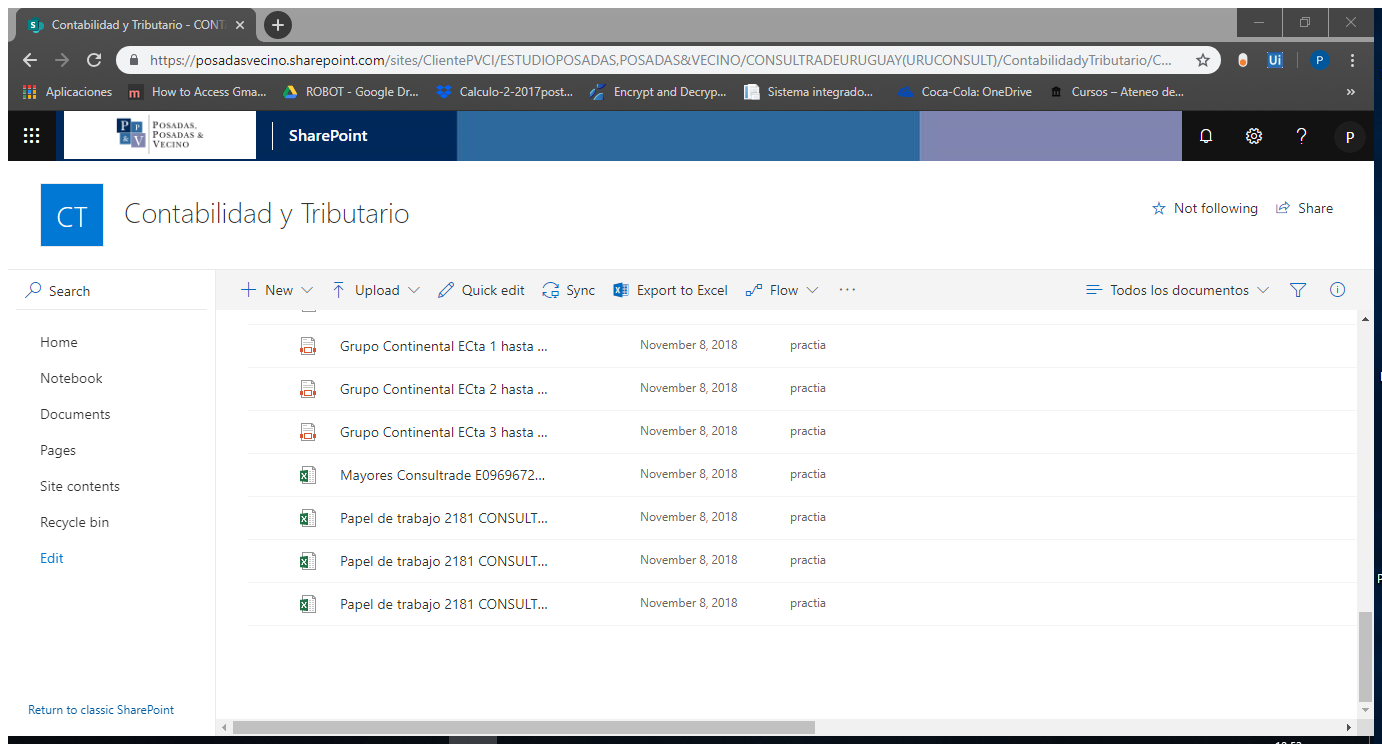 Contabilidad y Tributario - CONT
https://posadasvecino.sharepoint.com/sites/ClientePVCI/ESTUDIOPOSADAS,POSADAS&VECINO/CONSULTRADEURUGUAY(URUCONSULT)/ContabilidadyTributario/C...
P
Aplicaciones
How to Access Gma...
ROBOT - Google Dr...
Calculo-2-2017post...
Encrypt and Decryp...
Sistema integrado...
Coca-Cola: OneDrive
Cursos – Ateneo de...
»
POSADAS,
POSADAS &
VECINO
SharePoint
?
P
CT
Contabilidad y Tributario
Not following
Share
Search
New
Upload
Quick edit
Sync
Export to Excel
Flow
...
Todos los documentos
Home
Notebook
Documents
Pages
Site contents
Recycle bin
Edit
Return to classic SharePoint
Grupo Continental ECta 1 hasta ... November 8, 2018 practia
Grupo Continental ECta 2 hasta ... November 8, 2018 practia
Grupo Continental ECta 3 hasta ... November 8, 2018 practia
Mayores Consultrade E0969672... November 8, 2018 practia
Papel de trabajo 2181 CONSULT... November 8, 2018 practia
Papel de trabajo 2181 CONSULT... November 8, 2018 practia
Papel de trabajo 2181 CONSULT... November 8, 2018 practia